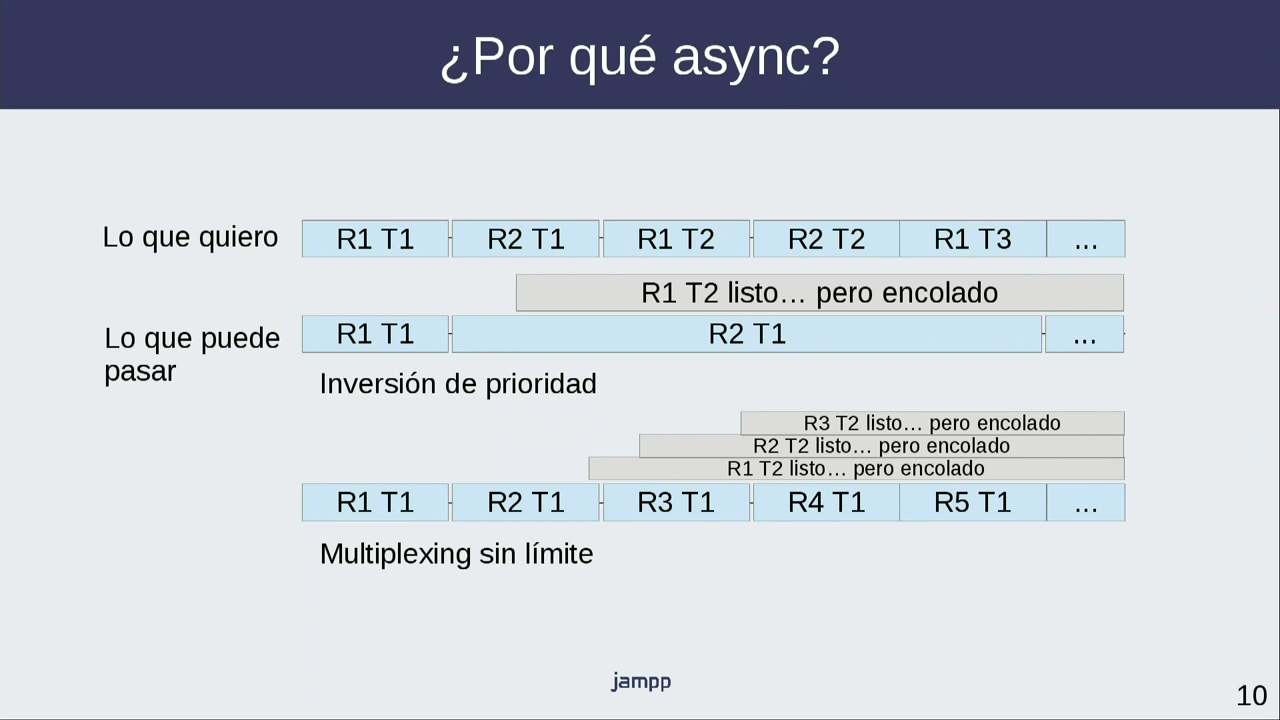 ¿Por qué async?
Lo que quiero
R1 T1 R2 T1 R1 T2 R2 T2 R1 T3 ...
R1 T2 listo… pero encolado
Lo que puede
pasar
R1 T1 R2 T1 ...
Inversión de prioridad
R3 T2 listo… pero encolado
R2 T2 listo… pero encolado
R1 T2 listo… pero encolado
R1 T1 R2 T1 R3 T1 R4 T1 R5 T1 ...
Multiplexing sin límite
jampp
10